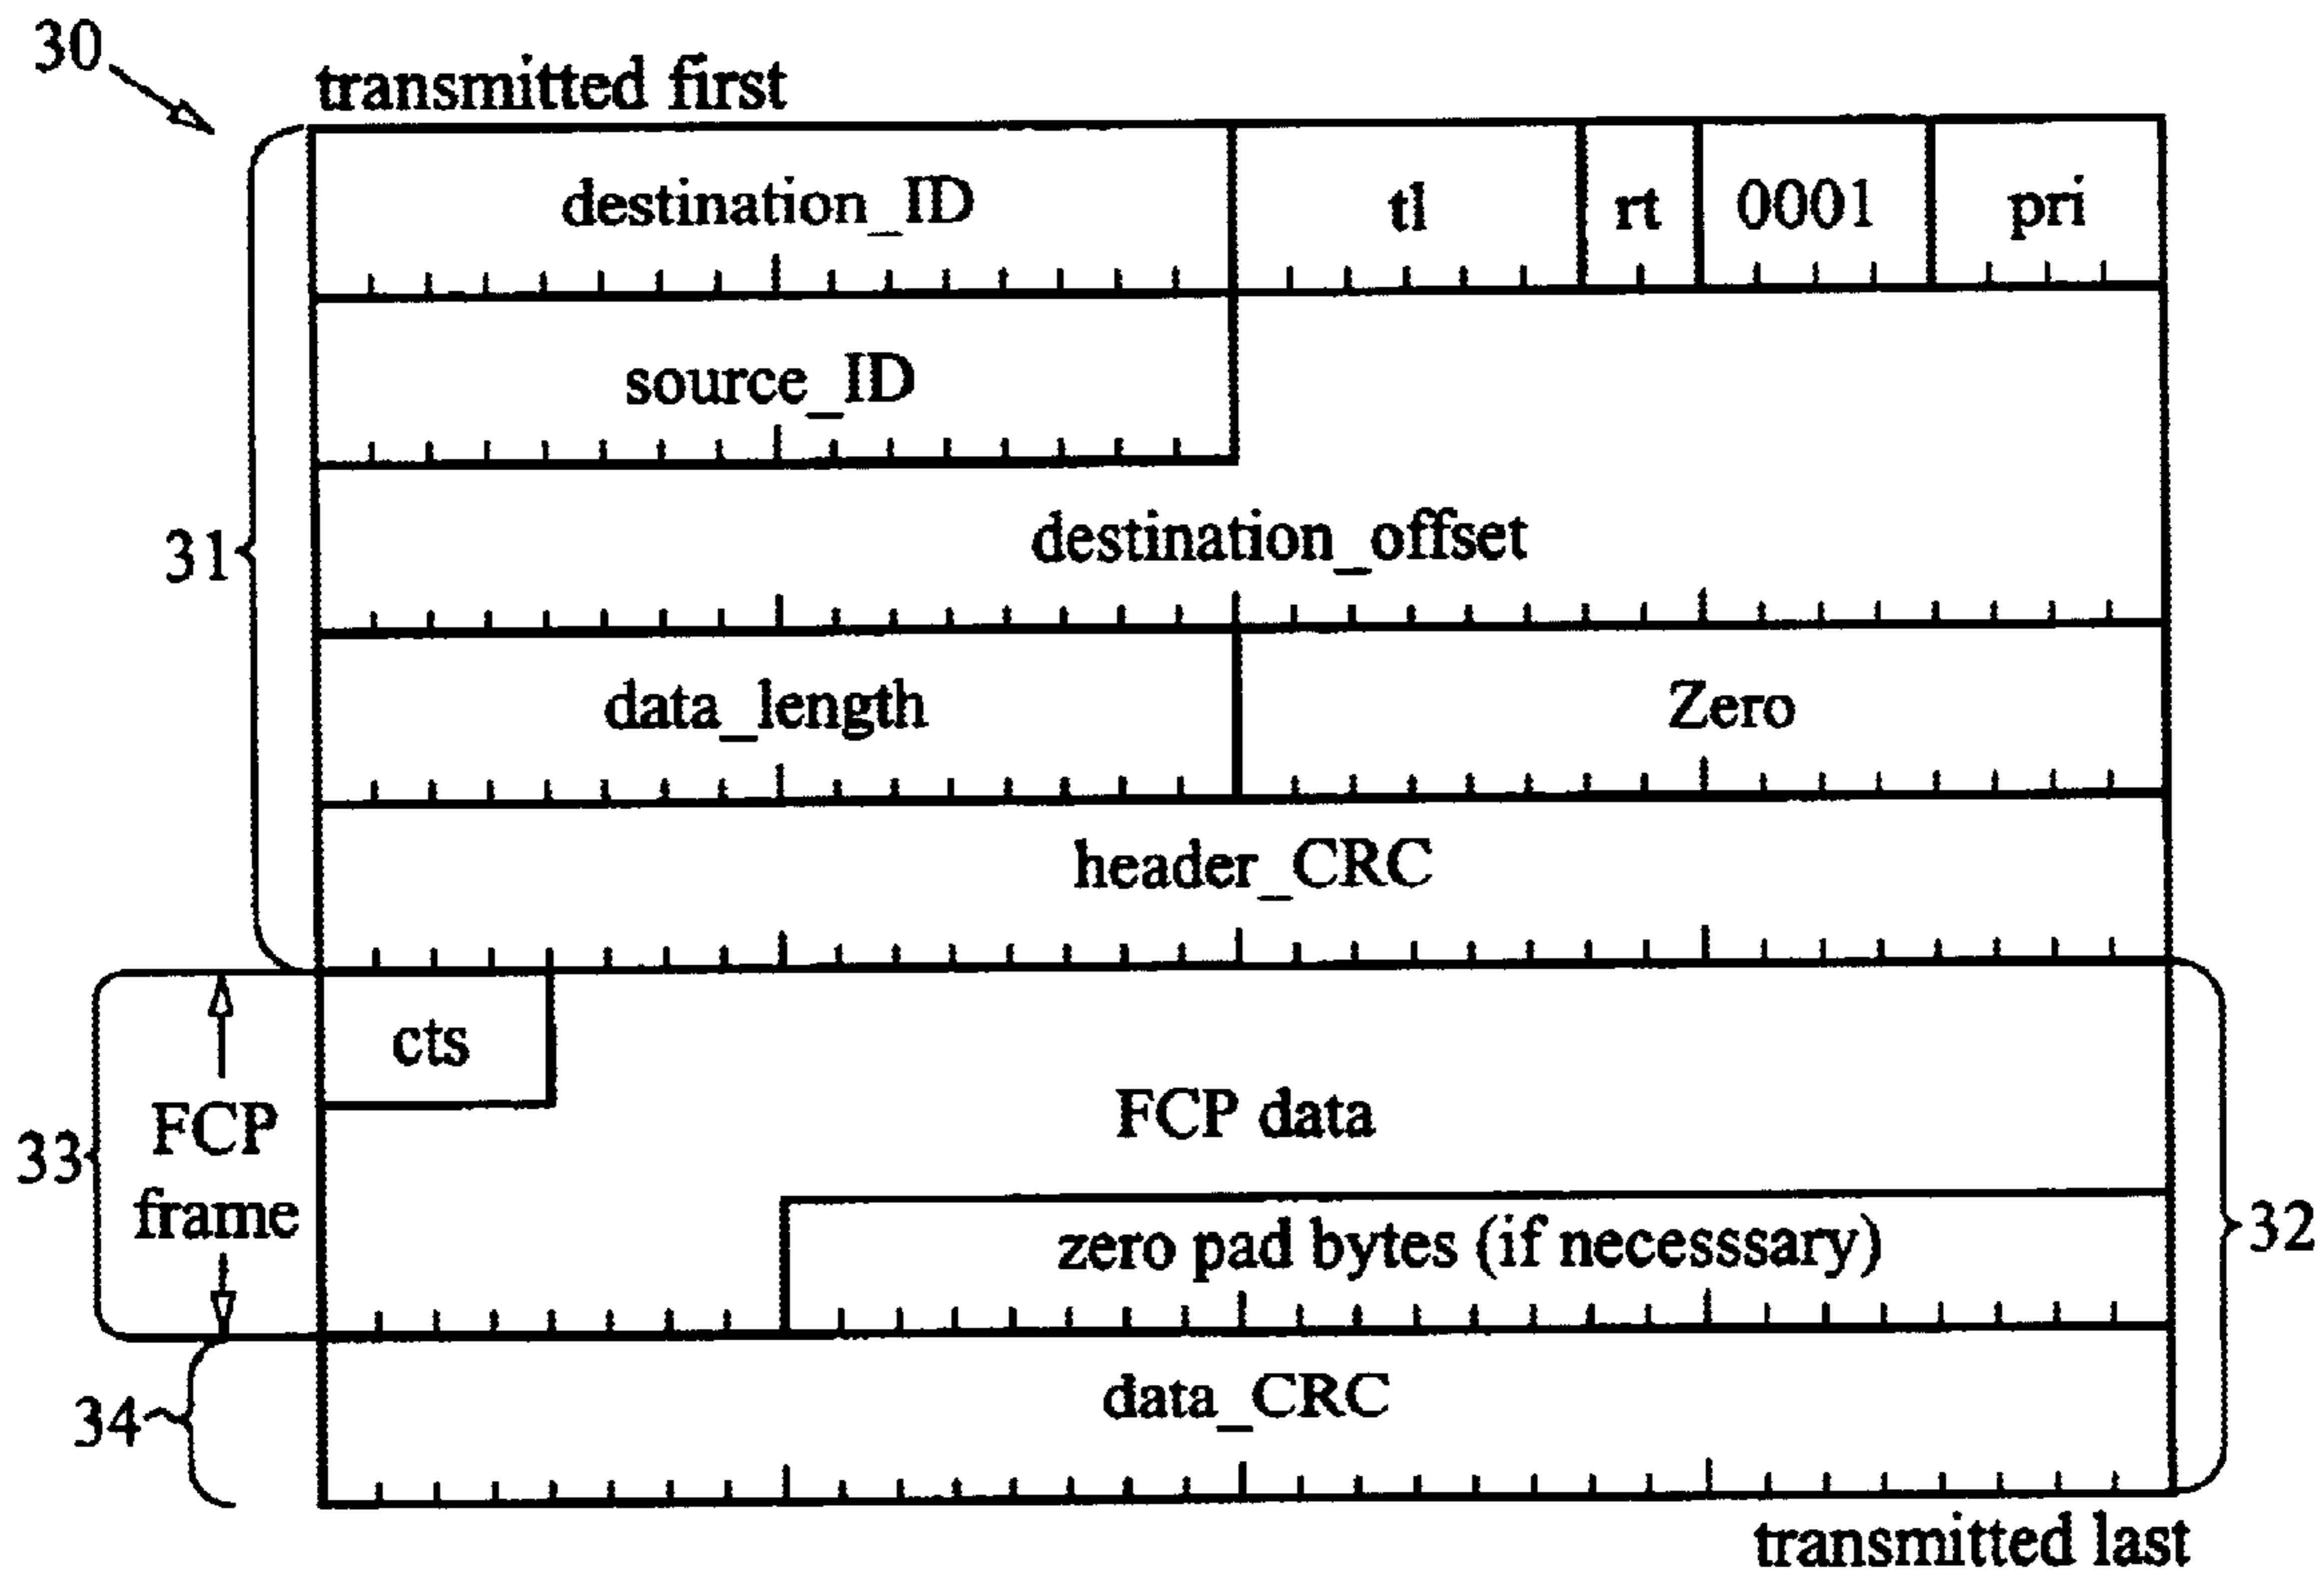 30
transmitted first
destination_ID tl rt 0001 pri
source_ID
31
destination_offset
data_length Zero
header_CRC
cts
FCP data
33
FCP
frame
zero pad bytes (if necesssary)
32
data_CRC
34
transmitted last